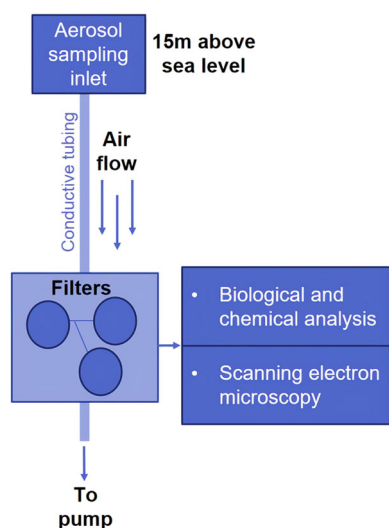 Aerosol
sampling
inlet
15m above
sea level
Conductive tubing
Air
flow
Filters
• Biological and
chemical analysis
• Scanning electron
microscopy
To
pump